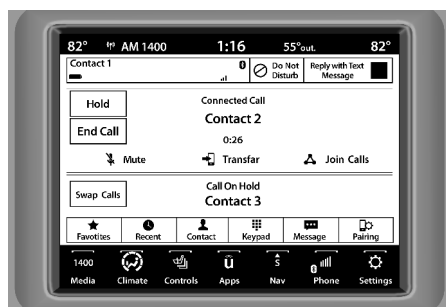 82° AM 1400 1:16 55°out. 82°
Contact 1
Do Not
Disturb
Reply with Text
Message
Hold
End Call
Connected Call
Contact 2
0:26
Mute Transfar Join Calls
Swap Calls
Call On Hold
Contact 3
Favotites Recent Contact Keypad Message Pairing
1400 ū S
Media Climate Controls Apps Nav Phone Settings